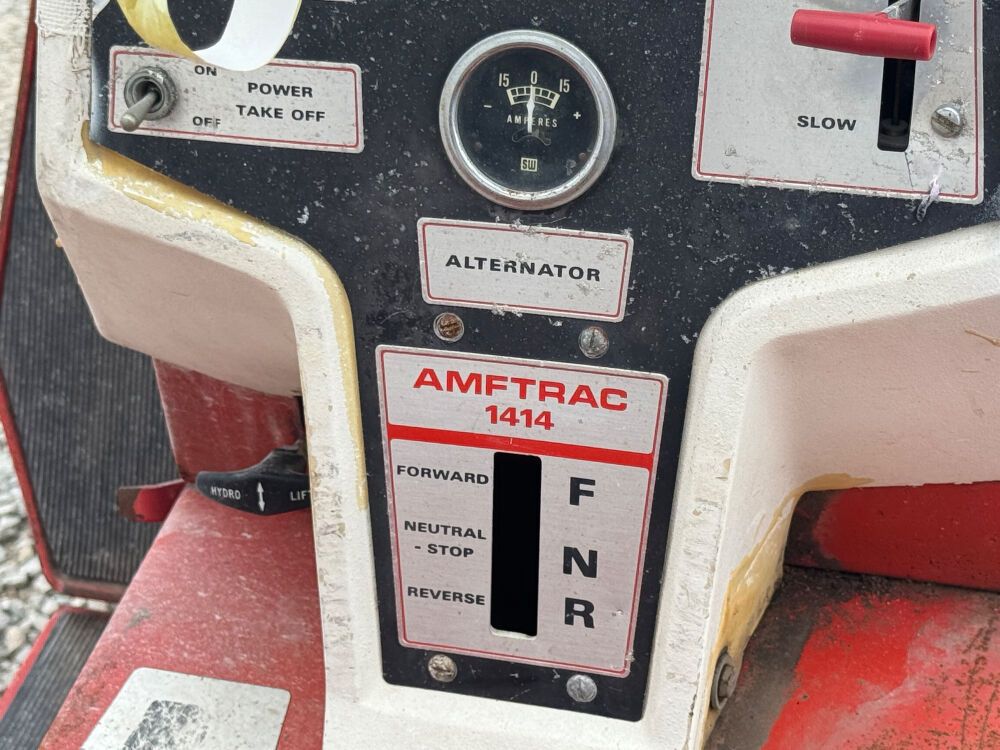 ON
POWER
TAKE OFF
OFF
15 0 15
- +
AMPERES
SW
SLOW
ALTERNATOR
AMFTRAC
1414
FORWARD F
NEUTRAL N
- STOP
REVERSE R
HYDRO LIFT